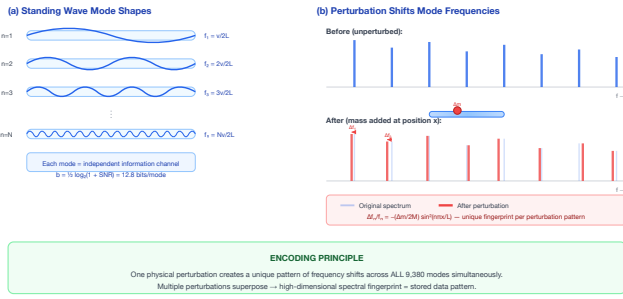 (a) Standing Wave Mode Shapes
n=1 f₁ = v/2L
n=2 f₂ = 2v/2L
n=3 f₃ = 3v/2L
⋮
n=N fₙ = Nv/2L
Each mode = independent information channel
b = ½ log₂(1 + SNR) = 12.8 bits/mode
(b) Perturbation Shifts Mode Frequencies
Before (unperturbed):
f→
Δm
After (mass added at position x):
Δf₁
f→
Original spectrum After perturbation
Δfₙ/fₙ = −(Δm/2M) sin²(nπx/L) — unique fingerprint per perturbation pattern
ENCODING PRINCIPLE
One physical perturbation creates a unique pattern of frequency shifts across ALL 9,380 modes simultaneously.
Multiple perturbations superpose → high-dimensional spectral fingerprint = stored data pattern.